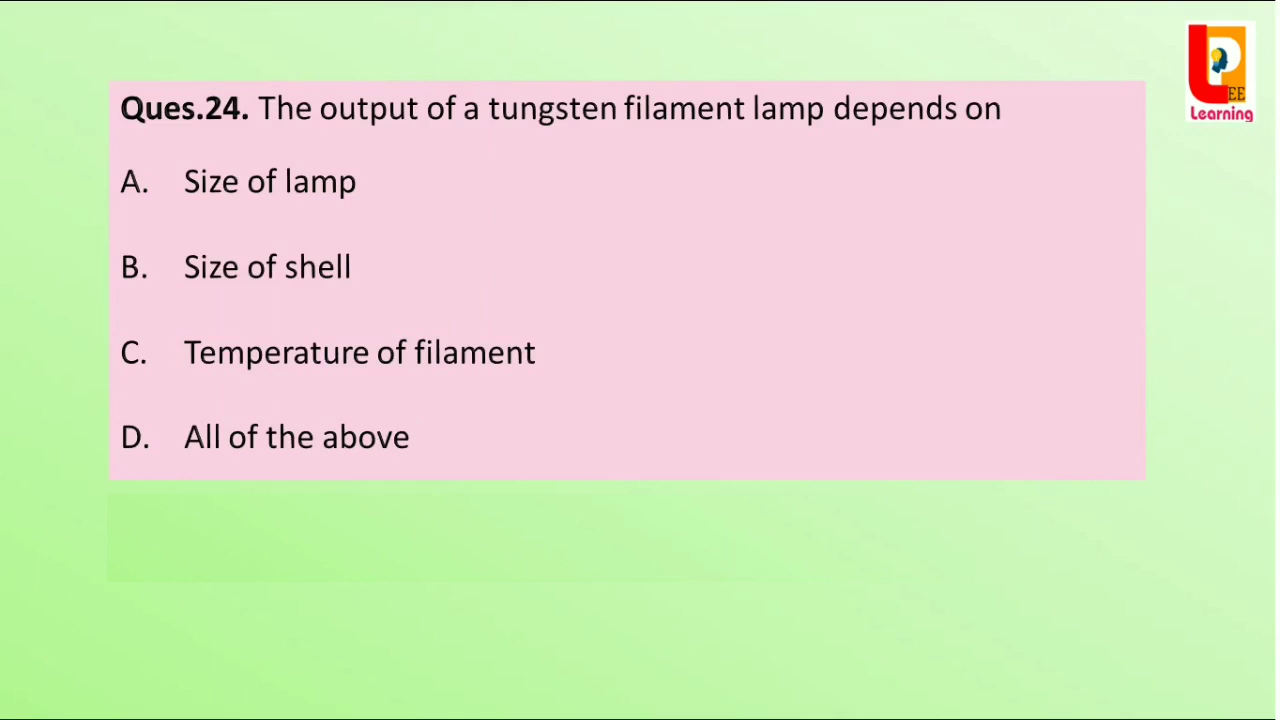 LP
EE
Learning
Ques.24. The output of a tungsten filament lamp depends on
A. Size of lamp
B. Size of shell
C. Temperature of filament
D. All of the above